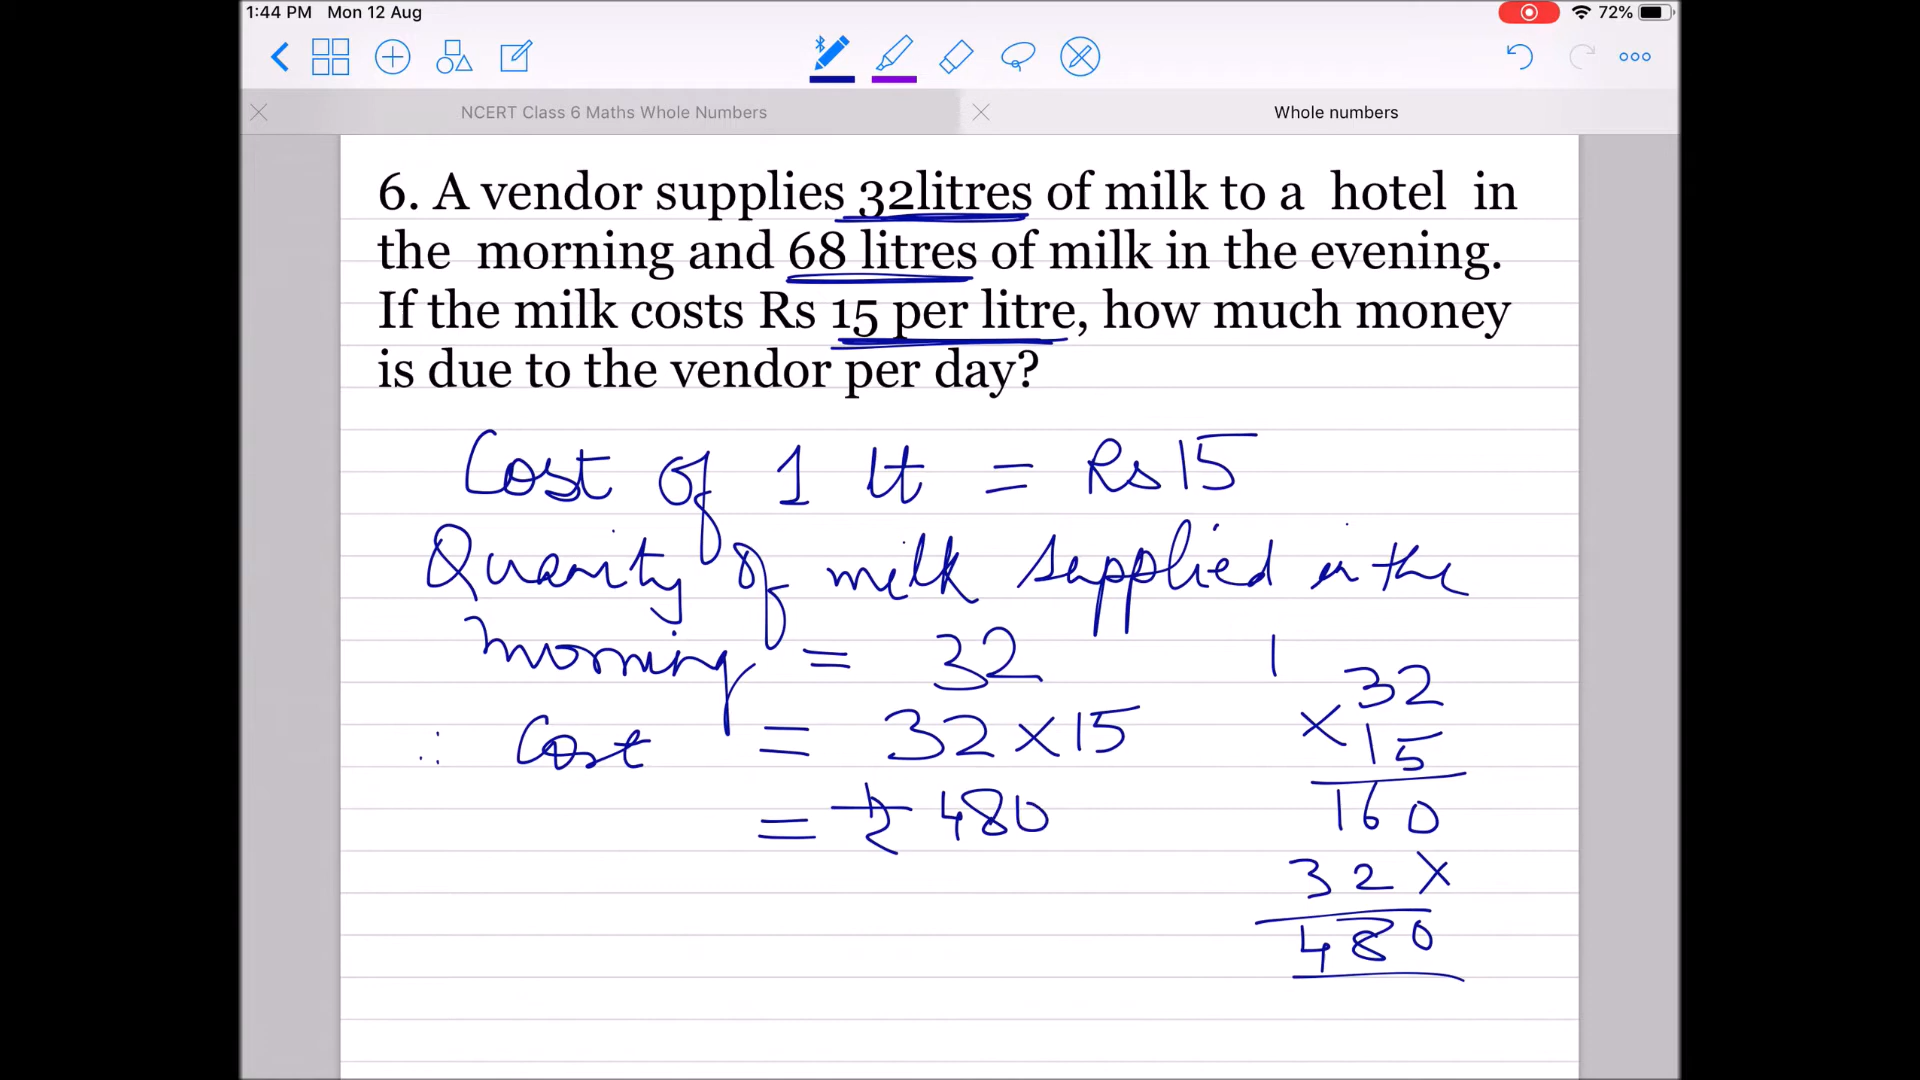 1:44 PM Mon 12 Aug
72%
NCERT Class 6 Maths Whole Numbers
Whole numbers
6. A vendor supplies 32litres of milk to a hotel in
the morning and 68 litres of milk in the evening.
If the milk costs Rs 15 per litre, how much money
is due to the vendor per day?
Cost of 1 lt = Rs 15
Quanity of milk supplied in the
morning = 32
∴ Cost = 32 × 15
= ₹ 480
1
32
× 15
160
32×
480